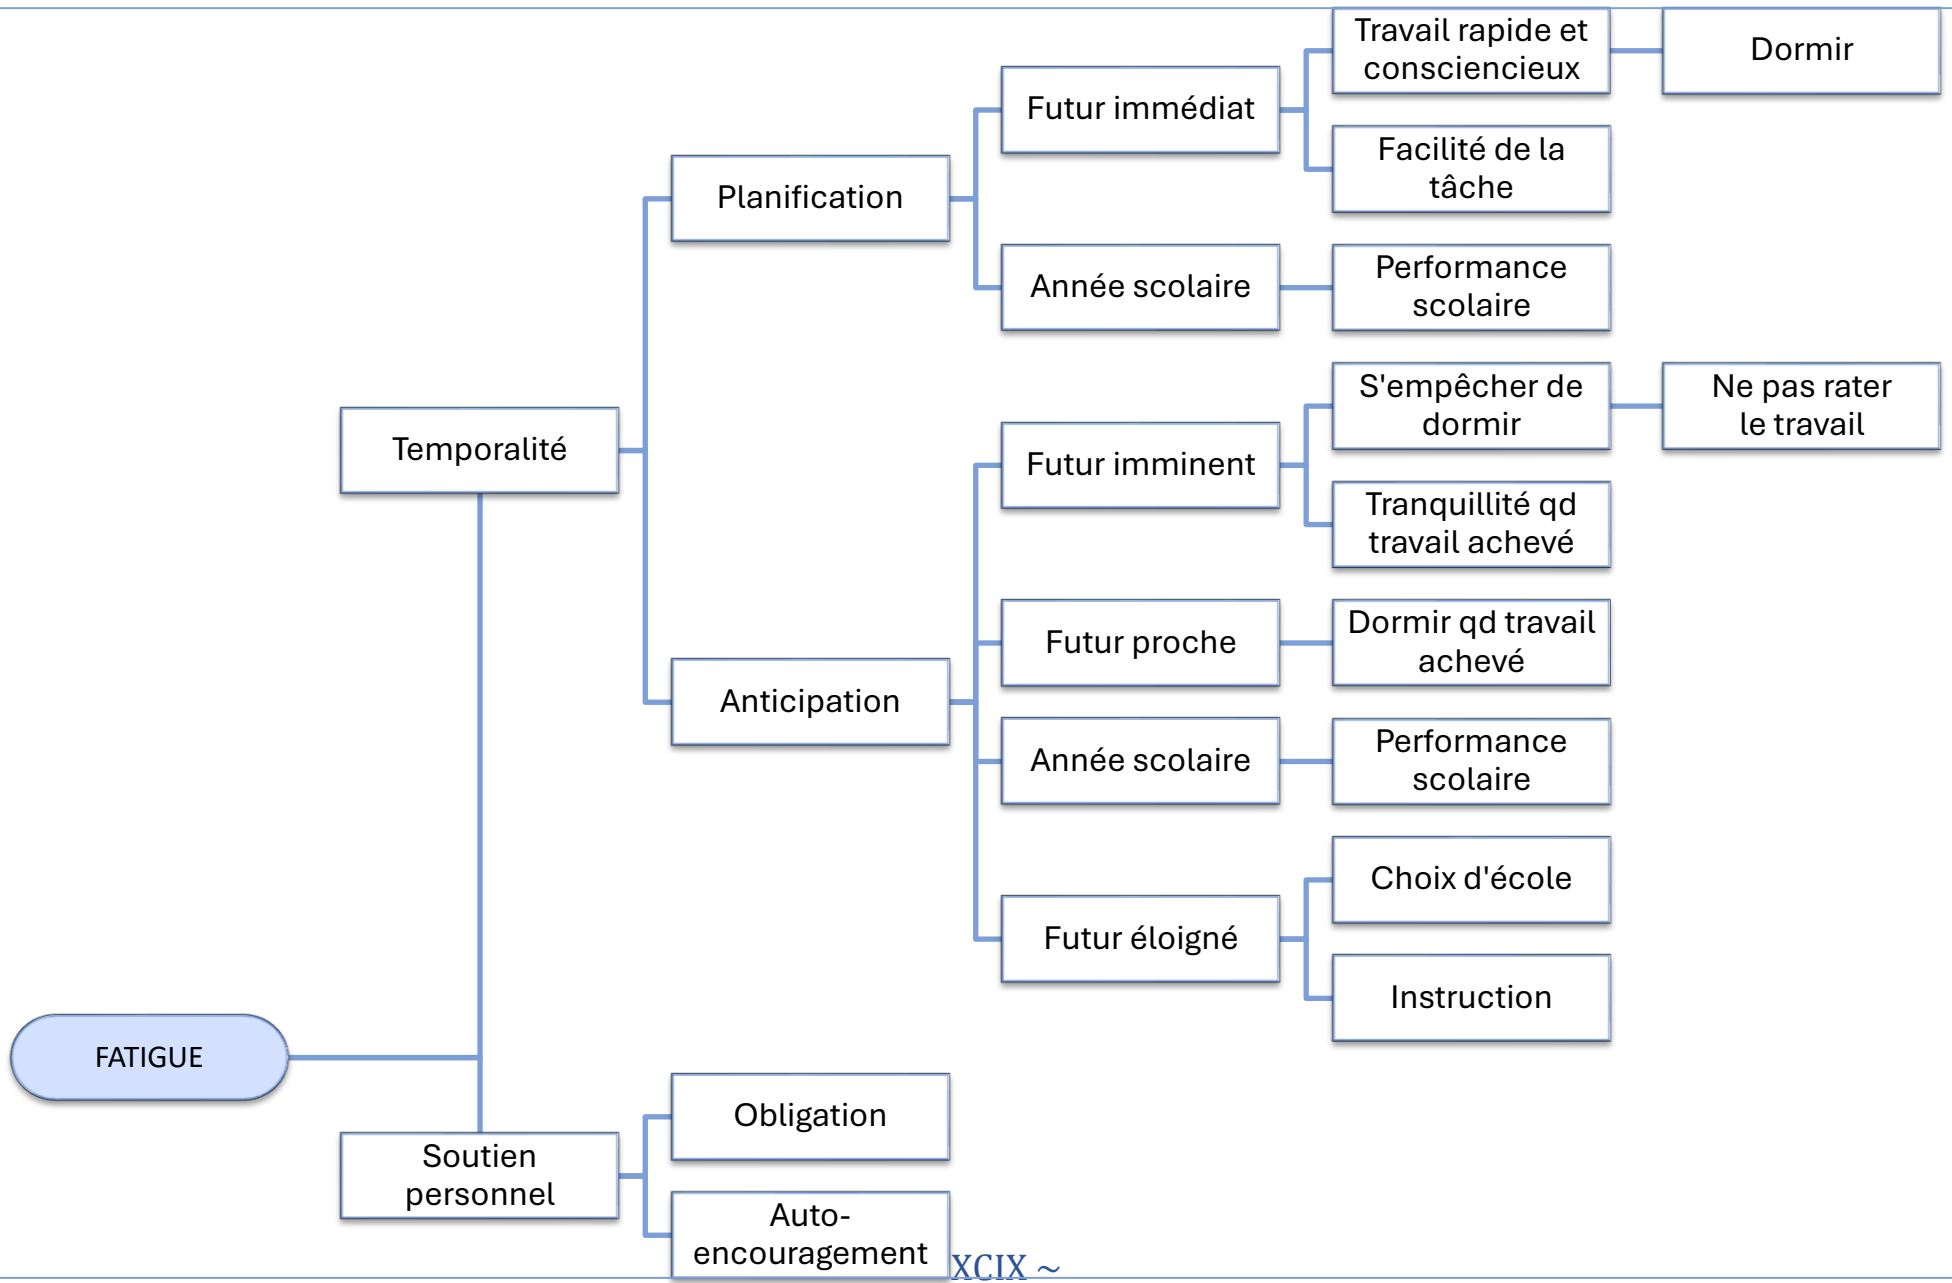 Travail rapide et
consciencieux
Dormir
Futur immédiat
Facilité de la
tâche
Planification
Année scolaire
Performance
scolaire
S'empêcher de
dormir
Ne pas rater
le travail
Temporalité
Futur imminent
Tranquillité qd
travail achevé
Futur proche
Dormir qd travail
achevé
Anticipation
Année scolaire
Performance
scolaire
Choix d'école
Futur éloigné
Instruction
FATIGUE
Obligation
Soutien
personnel
Auto-
encouragement
XCIX ~